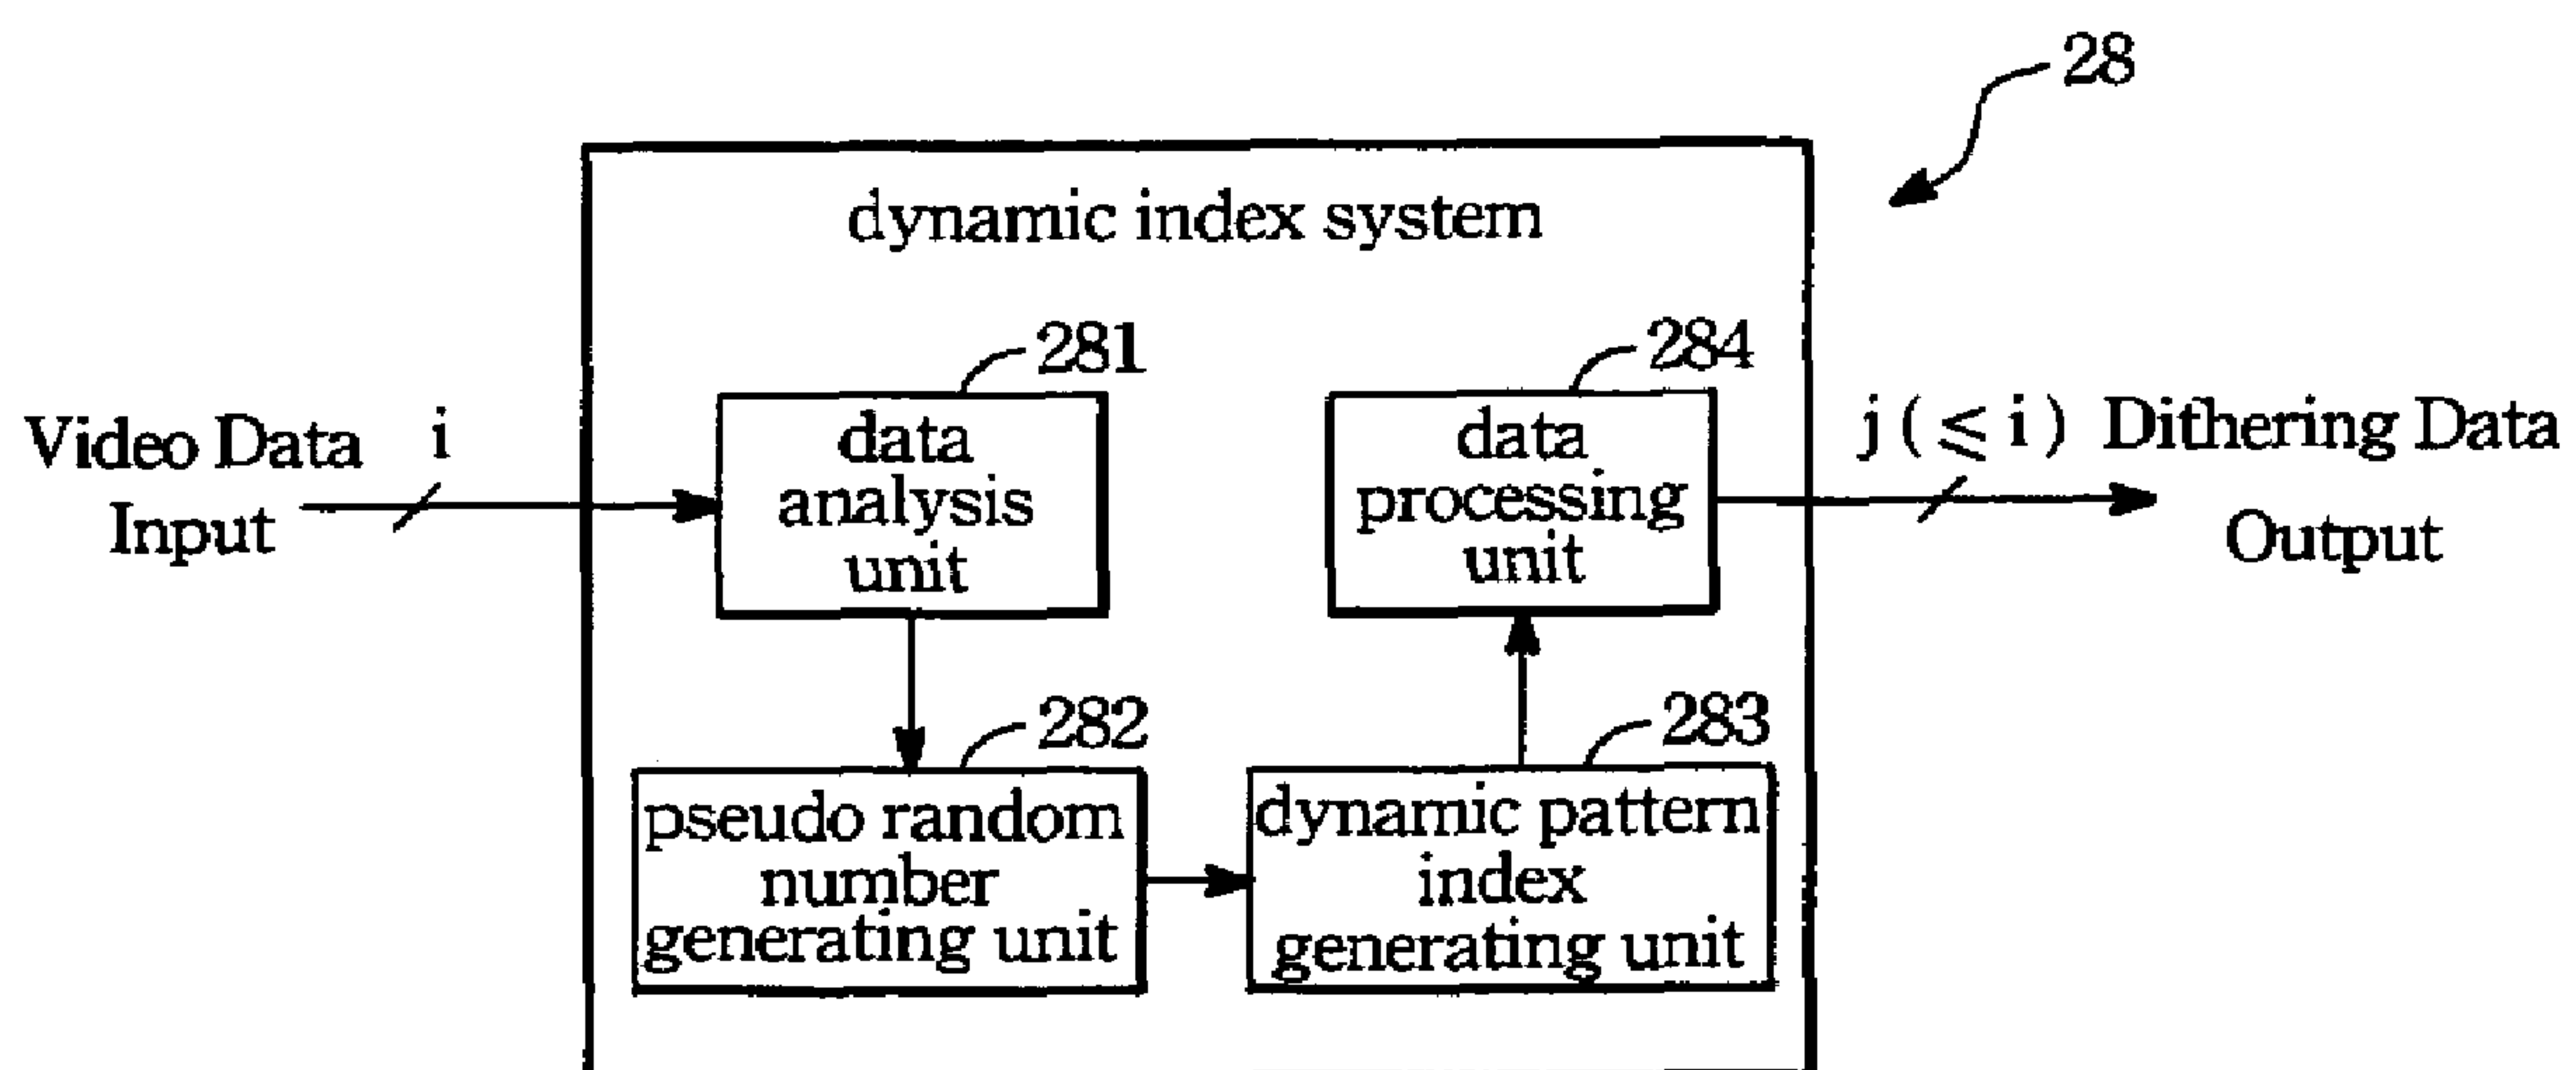 28
dynamic index system
Video Data
Input
i
281
data
analysis
unit
284
data
processing
unit
j ( ≦ i ) Dithering Data
Output
282
pseudo random
number
generating unit
283
dynamic pattern
index
generating unit